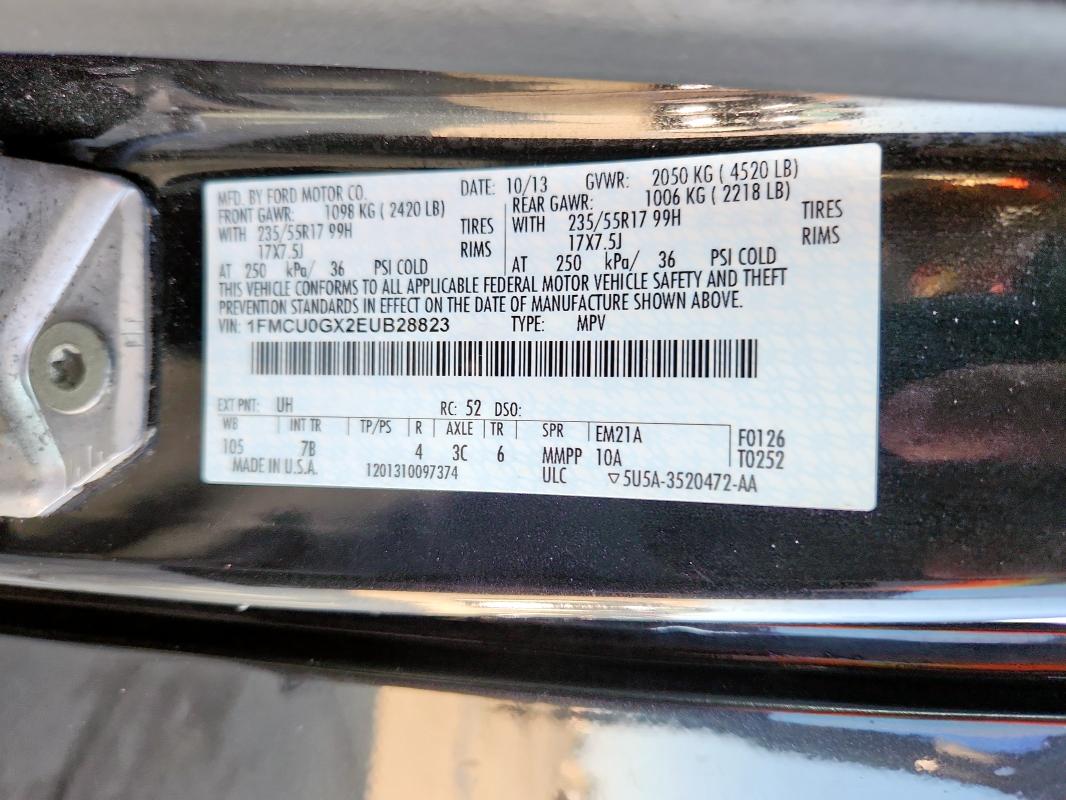 MFD. BY FORD MOTOR CO. DATE: 10/13 GVWR: 2050 KG ( 4520 LB)
FRONT GAWR: 1098 KG ( 2420 LB) REAR GAWR: 1006 KG ( 2218 LB)
WITH 235/55R17 99H TIRES WITH 235/55R17 99H TIRES
17X7.5J RIMS 17X7.5J RIMS
AT 250 kPa/ 36 PSI COLD AT 250 kPa/ 36 PSI COLD
THIS VEHICLE CONFORMS TO ALL APPLICABLE FEDERAL MOTOR VEHICLE SAFETY AND THEFT
PREVENTION STANDARDS IN EFFECT ON THE DATE OF MANUFACTURE SHOWN ABOVE.
VIN: 1FMCU0GX2EUB28823 TYPE: MPV
EXT PNT: UH RC: 52 DSO:
WB INT TR TP/PS R AXLE TR SPR EM21A F0126
105 7B 4 3C 6 MMPP 10A T0252
MADE IN U.S.A. 1201310097374 ULC ▽5U5A-3520472-AA